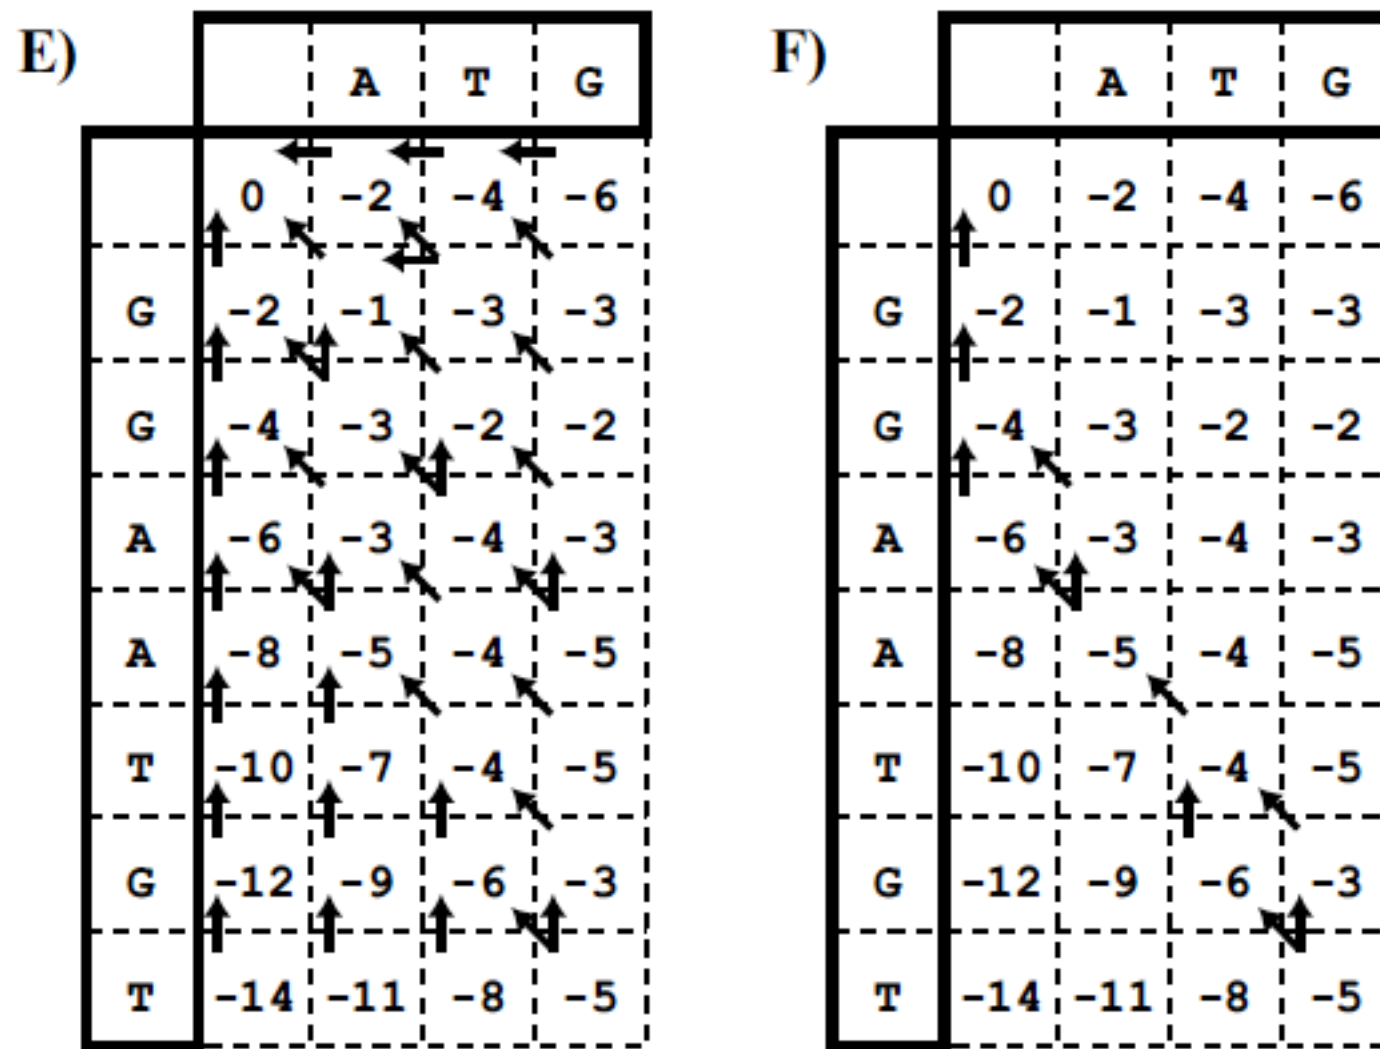 E) F)
A T G A T G
0 -2 -4 -6 0 -2 -4 -6
G -2 -1 -3 -3 G -2 -1 -3 -3
G -4 -3 -2 -2 G -4 -3 -2 -2
A -6 -3 -4 -3 A -6 -3 -4 -3
A -8 -5 -4 -5 A -8 -5 -4 -5
T -10 -7 -4 -5 T -10 -7 -4 -5
G -12 -9 -6 -3 G -12 -9 -6 -3
T -14 -11 -8 -5 T -14 -11 -8 -5